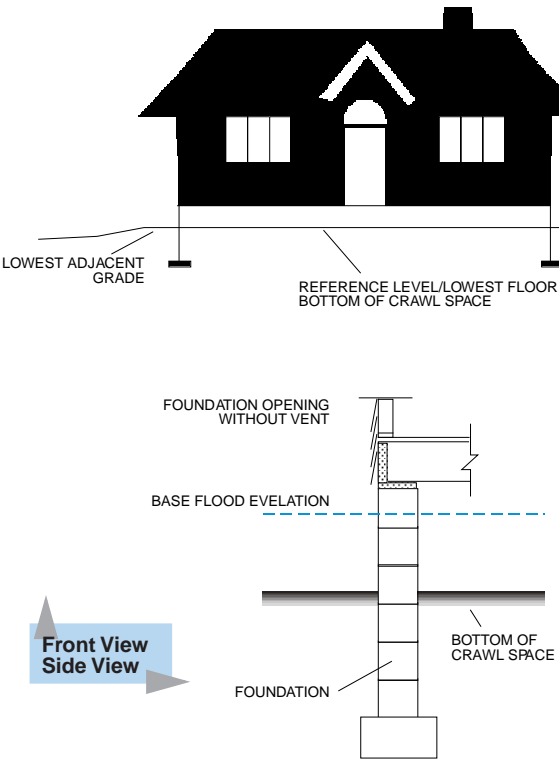 LOWEST ADJACENT
GRADE
REFERENCE LEVEL/LOWEST FLOOR
BOTTOM OF CRAWL SPACE
FOUNDATION OPENING
WITHOUT VENT
BASE FLOOD EVELATION
Front View
Side View
BOTTOM OF
CRAWL SPACE
FOUNDATION